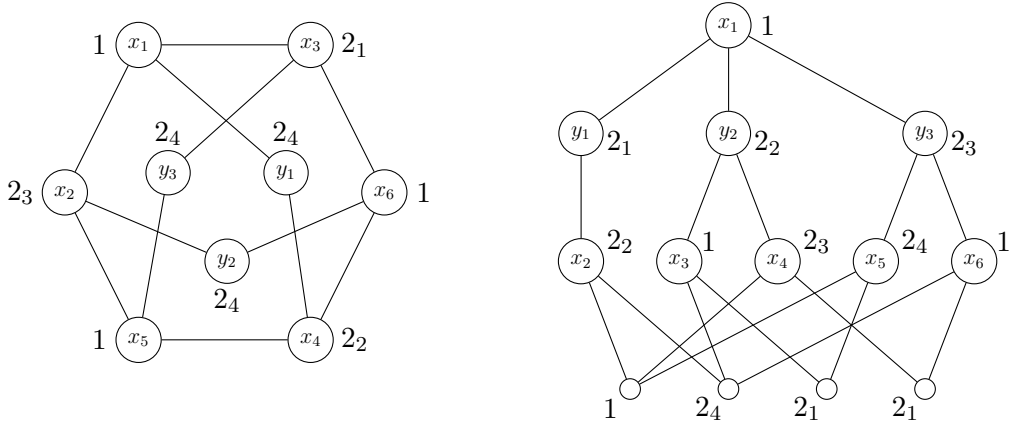 1 x₁ x₃ 2₁
2₄ 2₄
y₃ y₁
2₃ x₂ x₆ 1
y₂
2₄
1 x₅ x₄ 2₂
x₁ 1
y₁ 2₁ y₂ 2₂ y₃ 2₃
x₂ 2₂ x₃ 1 x₄ 2₃ x₅ 2₄ x₆ 1
1 2₄ 2₁ 2₁